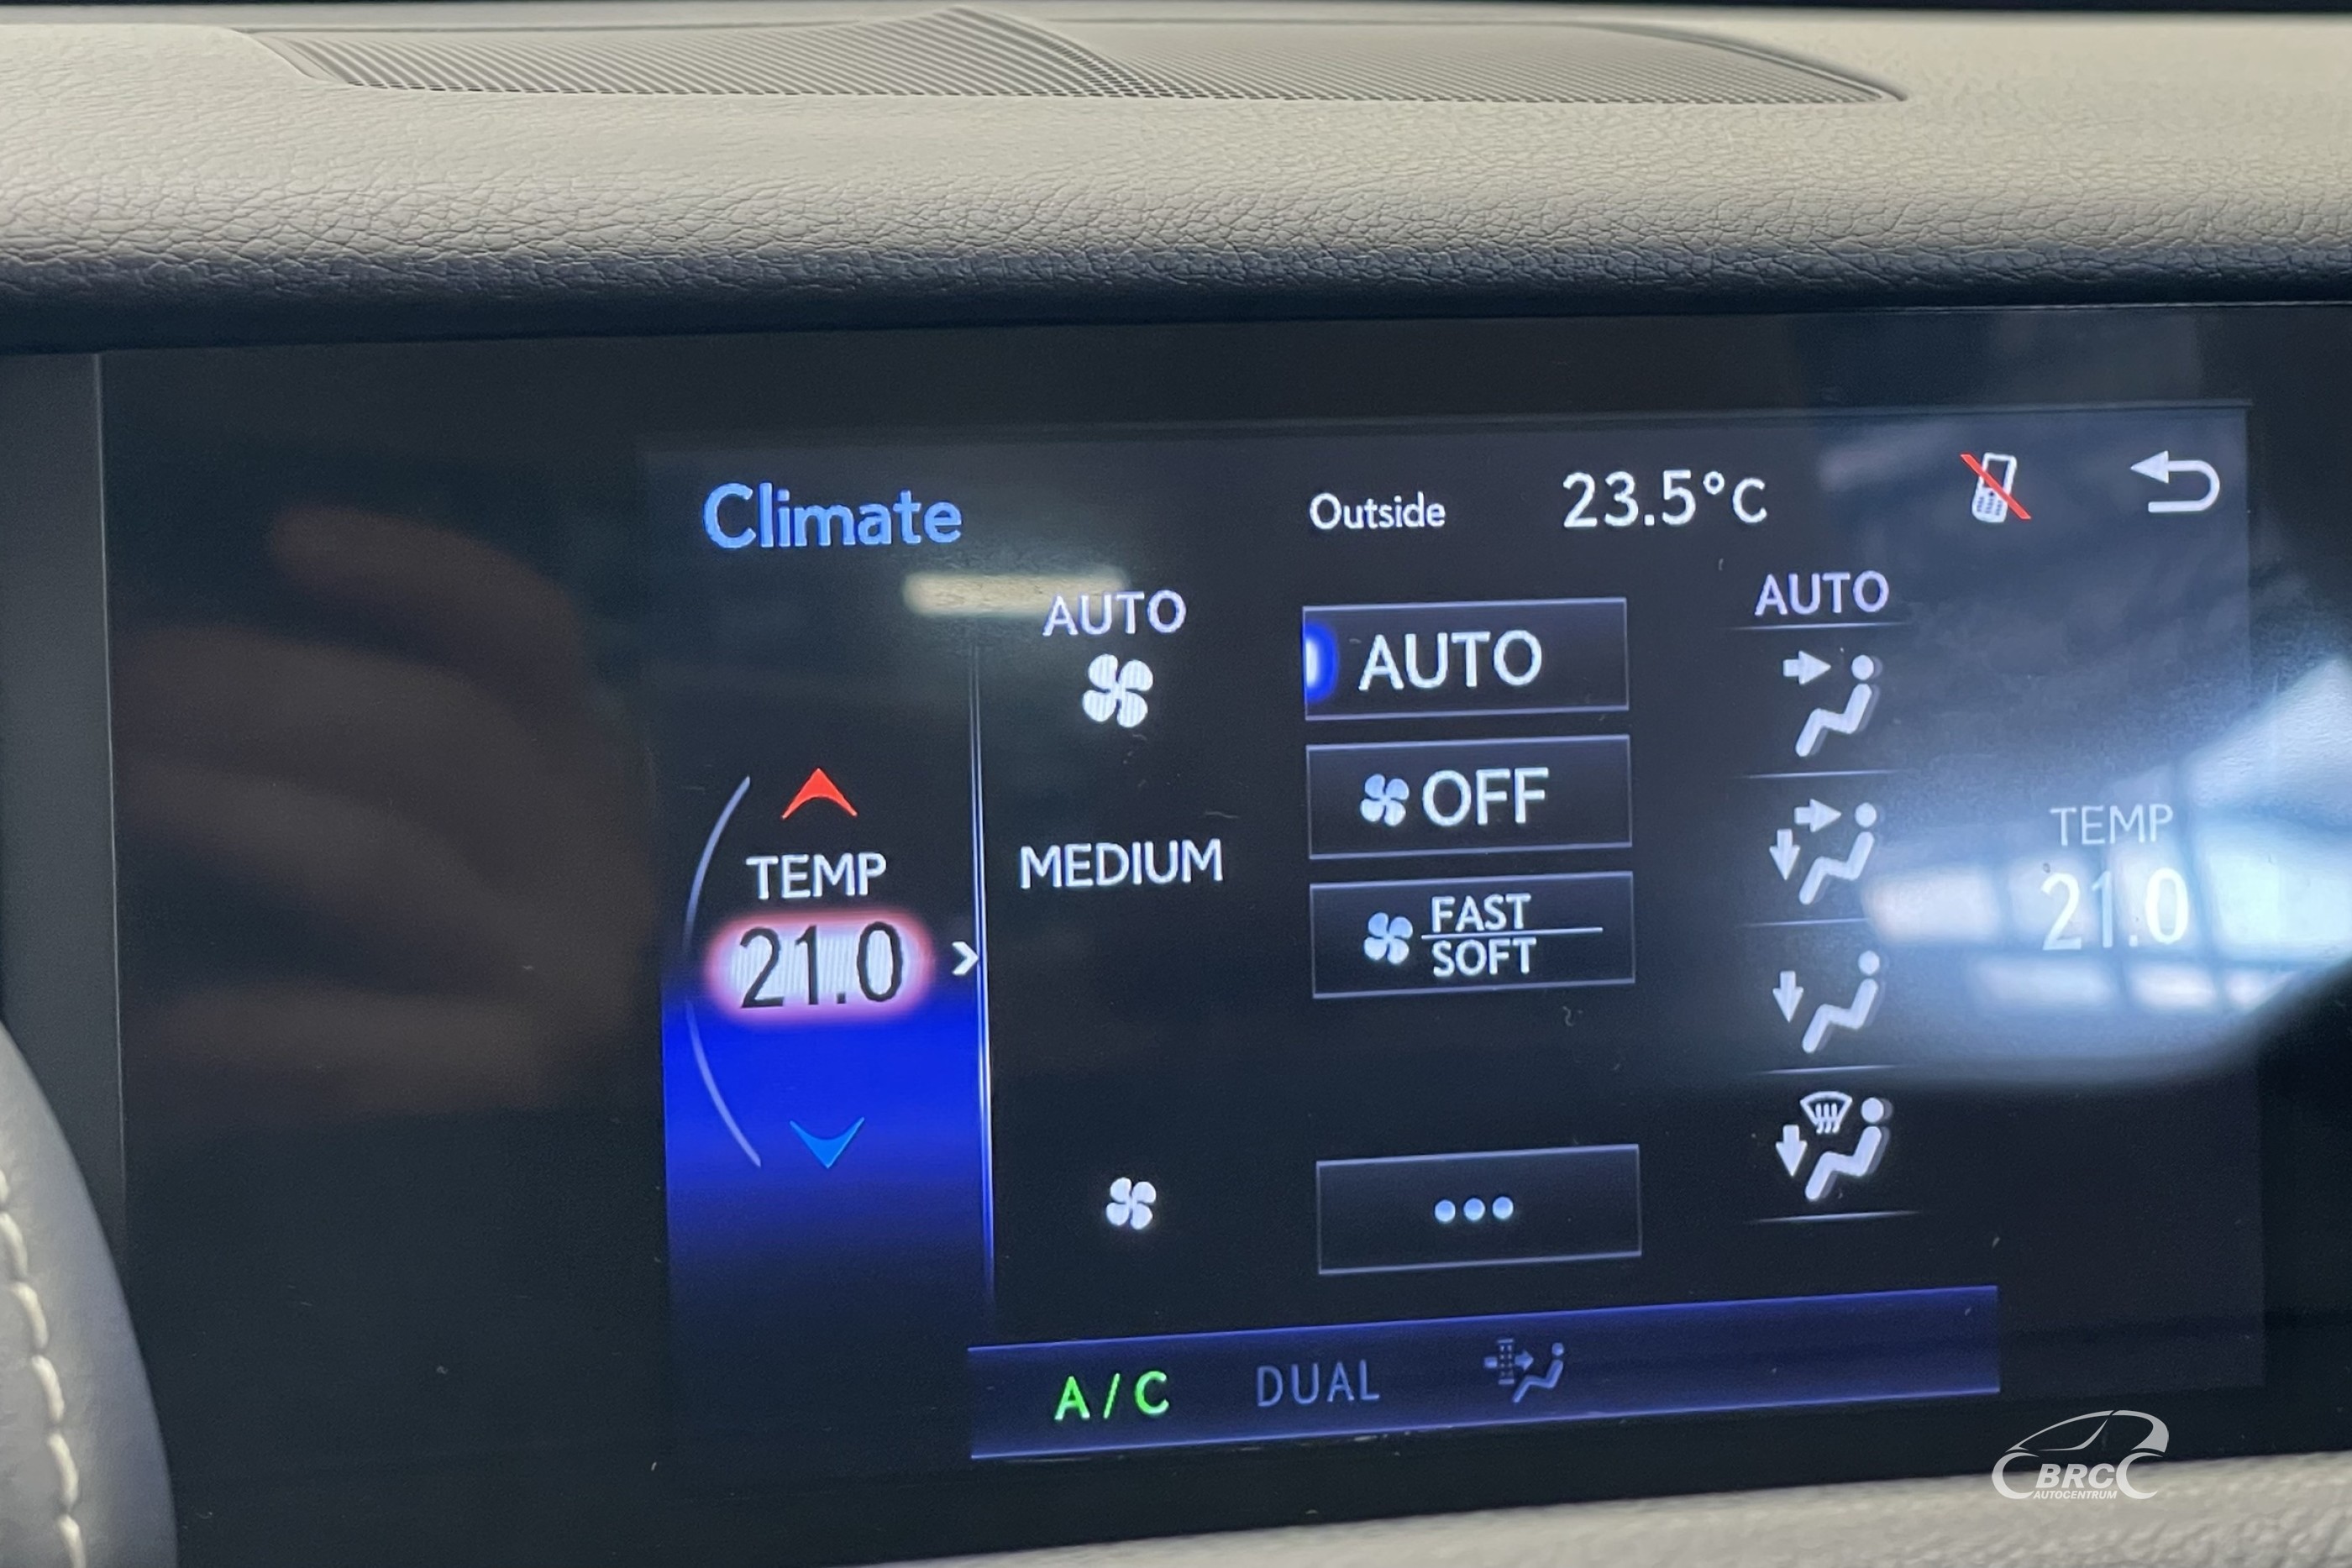 Climate
Outside 23.5°C
AUTO
AUTO
AUTO
OFF
TEMP
21.0
MEDIUM
FAST
SOFT
TEMP
21.0
A/C DUAL
BRC
AUTOCENTRUM